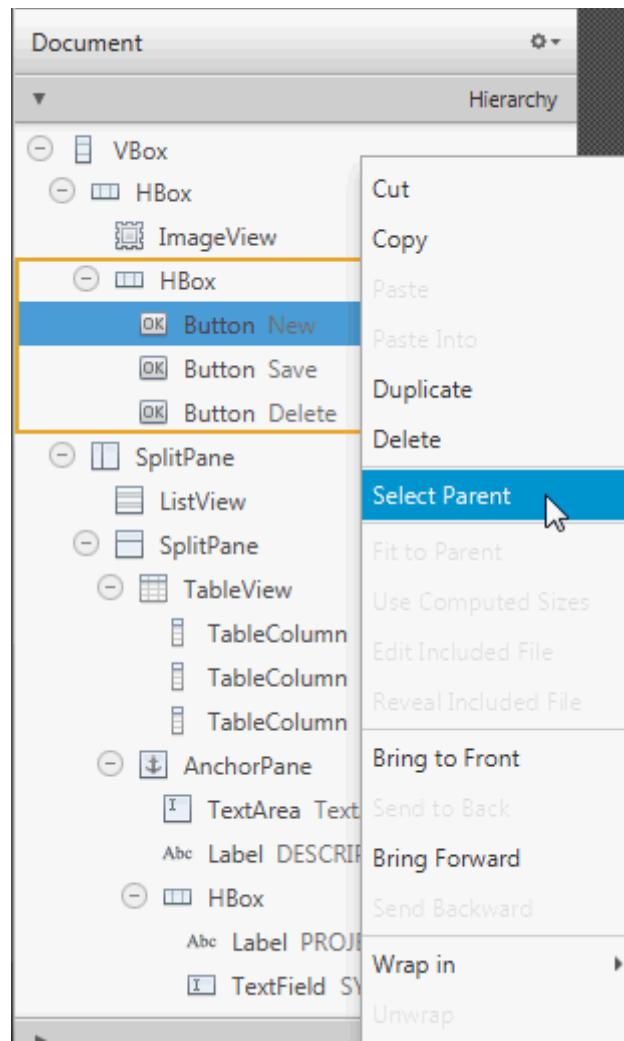 Document
Hierarchy
VBox
HBox
ImageView
HBox
Button New
Button Save
Button Delete
SplitPane
ListView
SplitPane
TableView
TableColumn
TableColumn
TableColumn
AnchorPane
TextArea Text
Abc Label DESCRI
HBox
Abc Label PROJ
TextField
Cut
Copy
Paste
Paste Into
Duplicate
Delete
Select Parent
Fit to Parent
Use Computed Sizes
Edit Included File
Reveal Included File
Bring to Front
Send to Back
Bring Forward
Send Backward
Wrap in
Unwrap